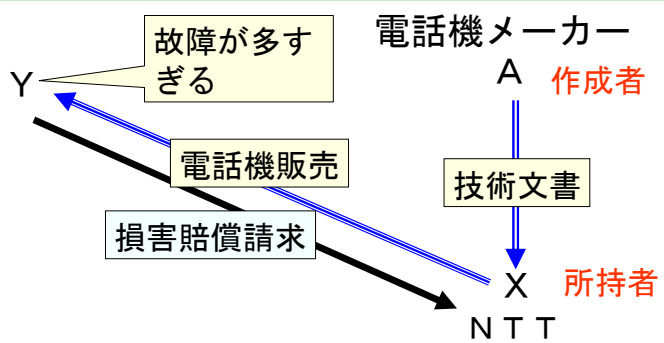 故障が多す
ぎる
電話機メーカー
Y
A
作成者
電話機販売
技術文書
損害賠償請求
X
所持者
ＮＴＴ